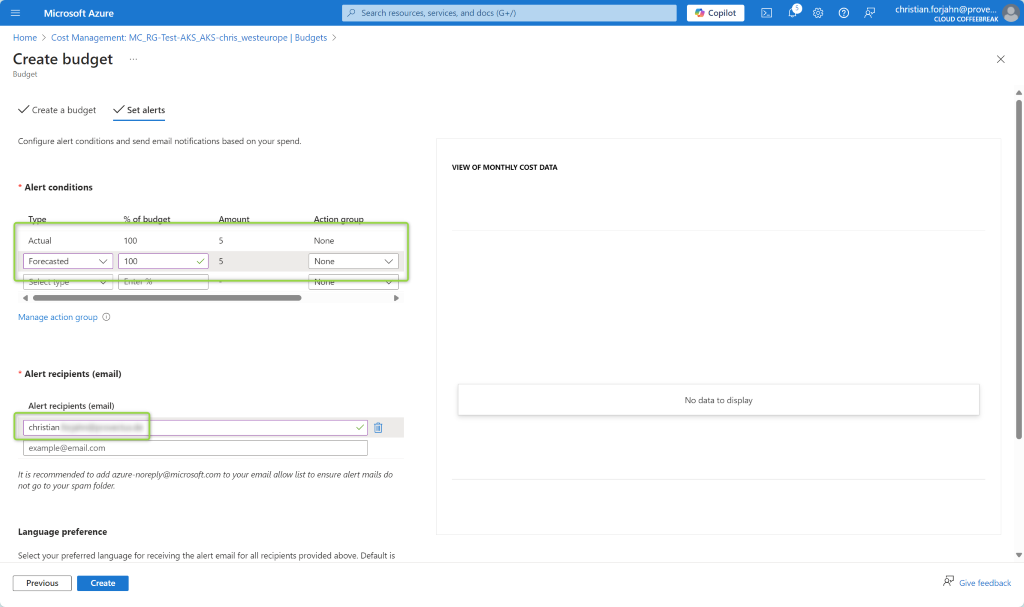 Microsoft Azure
Search resources, services, and docs (G+/)
Copilot
5
christian.forjahn@prove...
CLOUD COFFEEBREAK
Home > Cost Management: MC_RG-Test-AKS_AKS-chris_westeurope | Budgets >
Create budget ...
Budget
Create a budget
Set alerts
Configure alert conditions and send email notifications based on your spend.
* Alert conditions
Type % of budget Amount Action group
Actual 100 5 None
Forecasted 100 5 None
Select type Enter % - None
Manage action group
* Alert recipients (email)
Alert recipients (email)
christian
example@email.com
It is recommended to add azure-noreply@microsoft.com to your email allow list to ensure alert mails do
not go to your spam folder.
Language preference
Select your preferred language for receiving the alert email for all recipients provided above. Default is
VIEW OF MONTHLY COST DATA
No data to display
Previous
Create
Give feedback